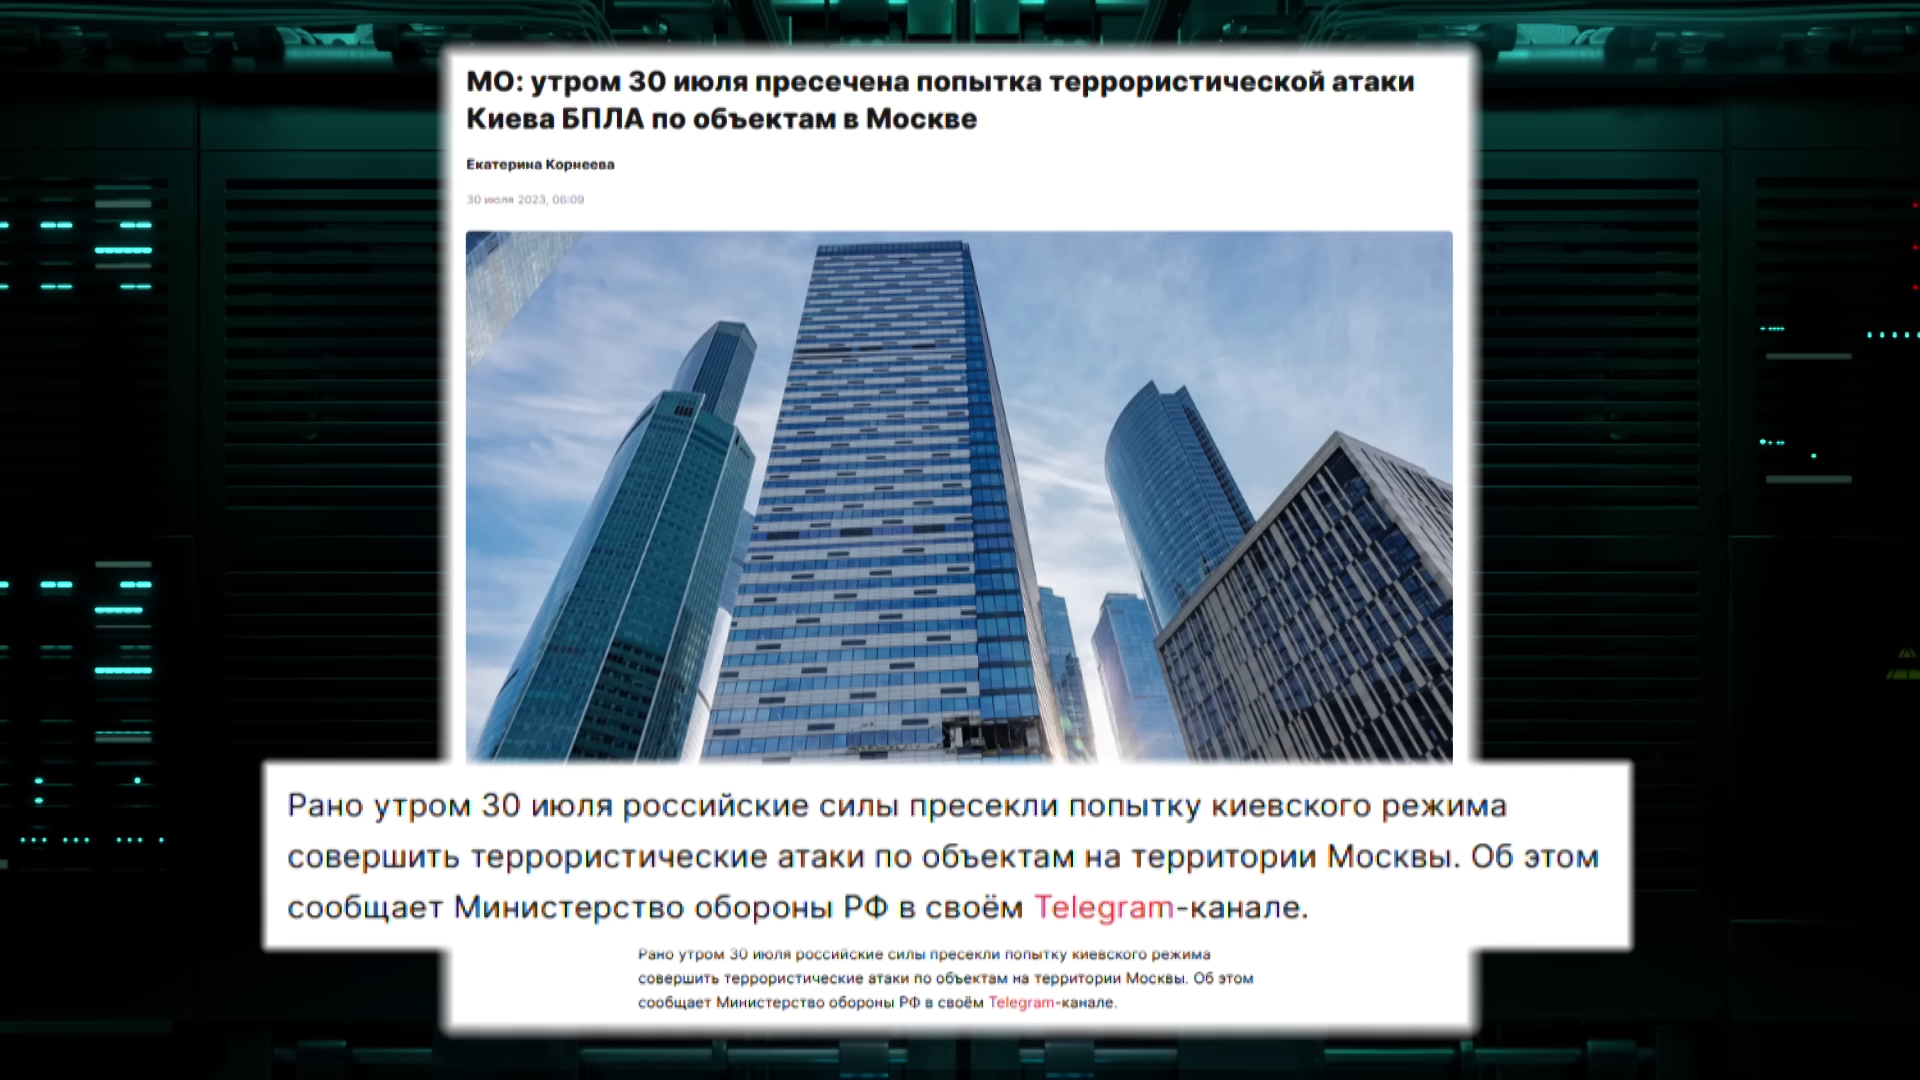 МО: утром 30 июля пресечена попытка террористической атаки
Киева БПЛА по объектам в Москве
Екатерина Корнеева
30 июля 2023, 06:09
Рано утром 30 июля российские силы пресекли попытку киевского режима
совершить террористические атаки по объектам на территории Москвы. Об этом
сообщает Министерство обороны РФ в своём Telegram-канале.
Рано утром 30 июля российские силы пресекли попытку киевского режима
совершить террористические атаки по объектам на территории Москвы. Об этом
сообщает Министерство обороны РФ в своём Telegram-канале.